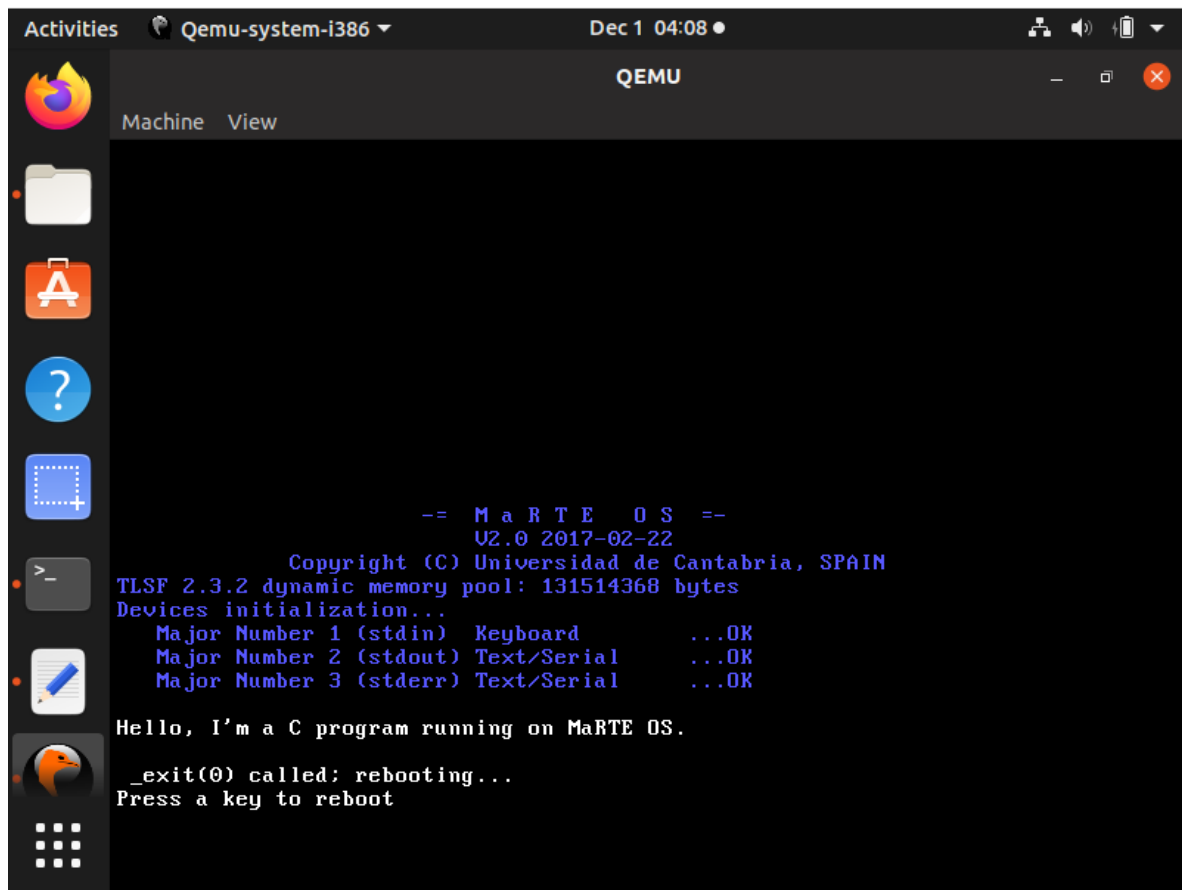 Activities Qemu-system-i386 Dec 1 04:08
QEMU
Machine View
-= M a R T E   O S =-
V2.0 2017-02-22
Copyright (C) Universidad de Cantabria, SPAIN
TLSF 2.3.2 dynamic memory pool: 131514368 bytes
Devices initialization...
Major Number 1 (stdin) Keyboard ...OK
Major Number 2 (stdout) Text/Serial ...OK
Major Number 3 (stderr) Text/Serial ...OK
Hello, I'm a C program running on MaRTE OS.
_exit(0) called; rebooting...
Press a key to reboot